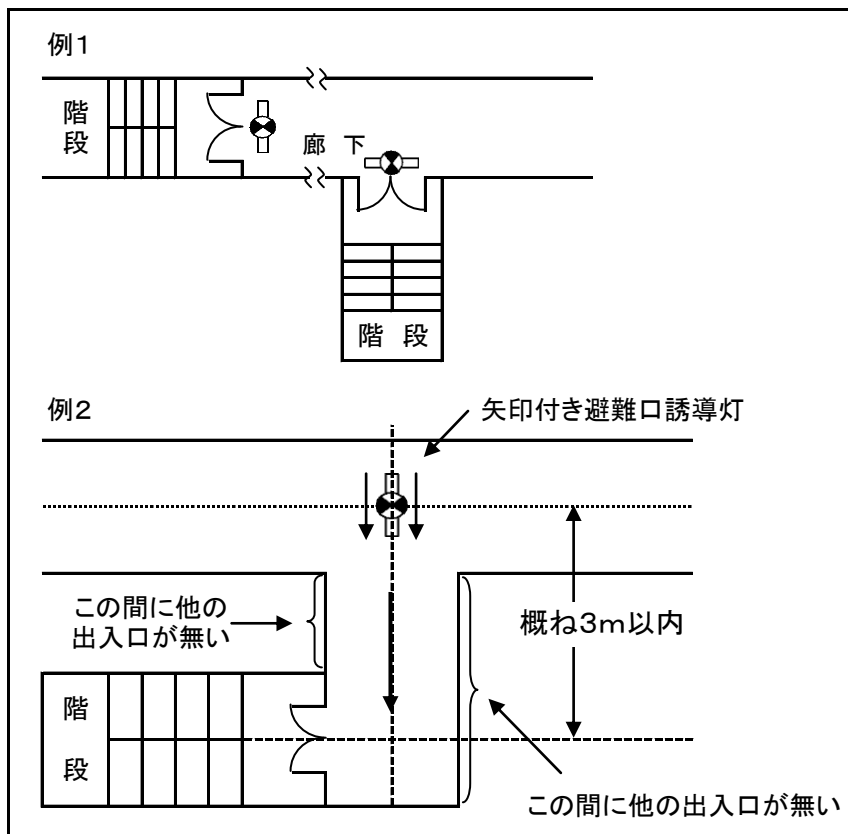 例1
階段
廊 下
階 段
例2
矢印付き避難口誘導灯
この間に他の
出入口が無い
概ね3m以内
階段
この間に他の出入口が無い